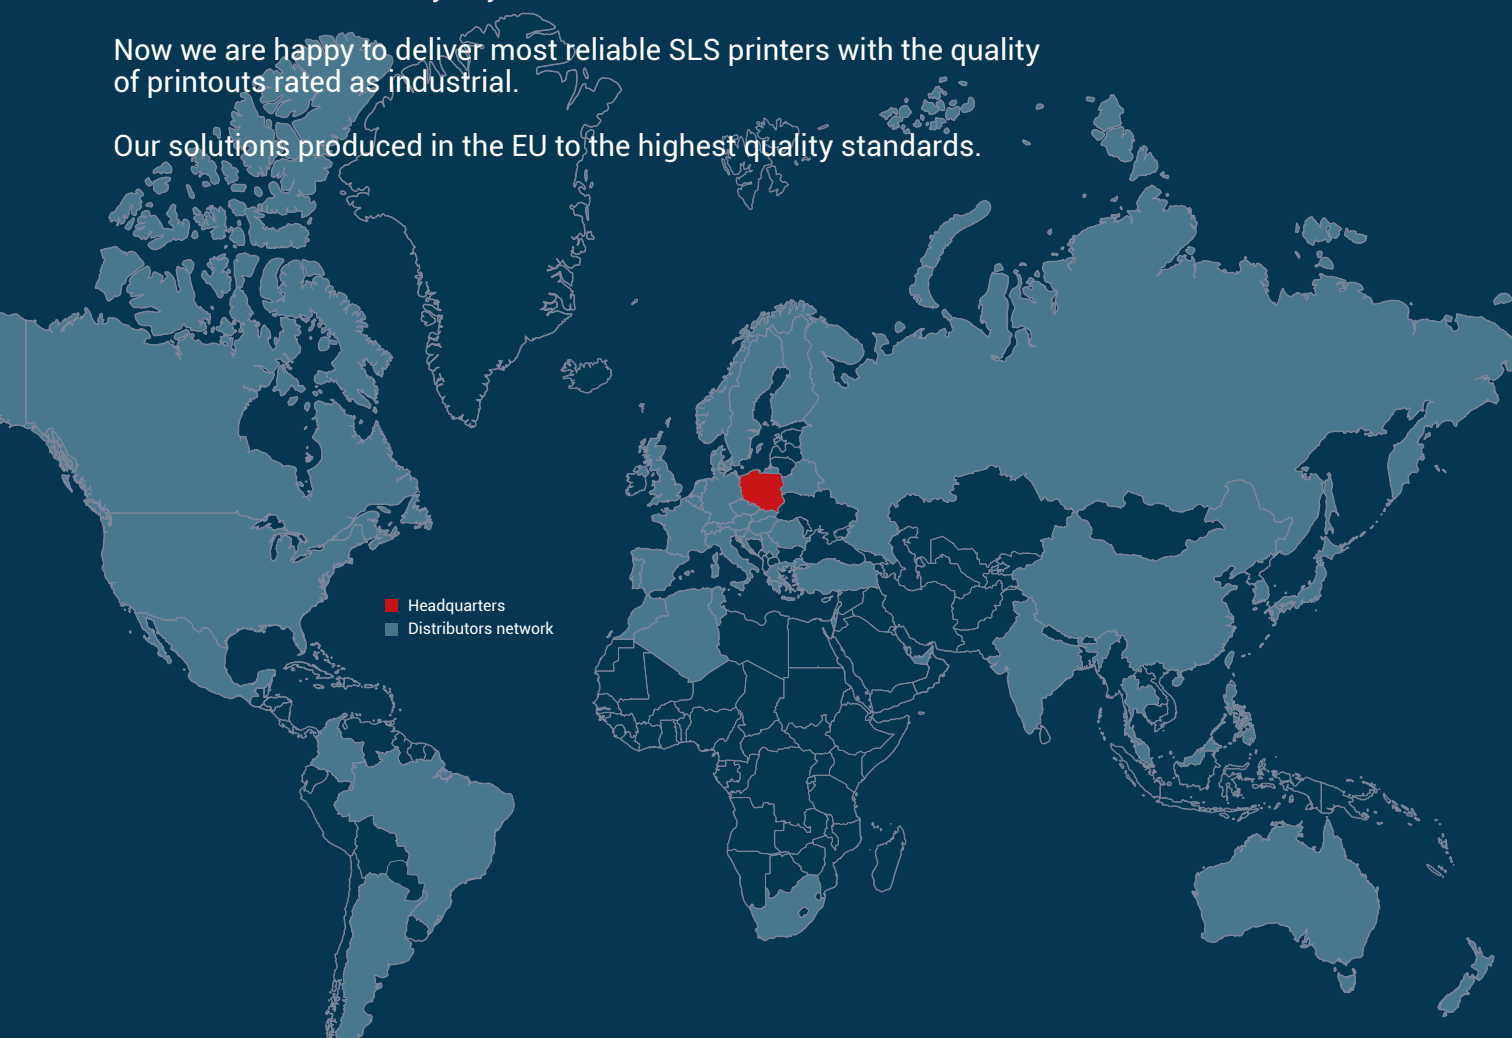 Now we are happy to deliver most reliable SLS printers with the quality
of printouts rated as industrial.
Our solutions produced in the EU to the highest quality standards.
Headquarters
Distributors network